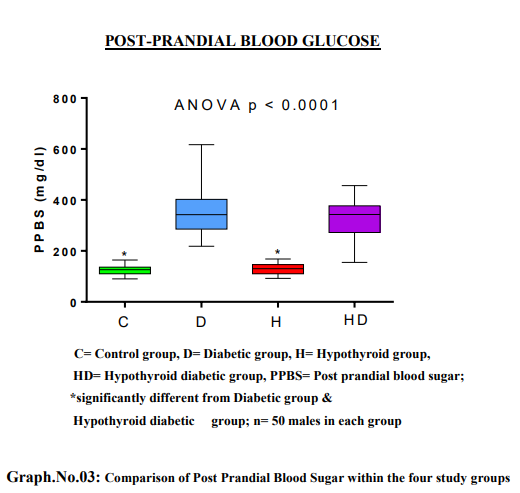 POST-PRANDIAL BLOOD GLUCOSE
ANOVA p < 0.0001
PPBS (mg/dl)
800
600
400
200
0
*
*
C D H HD
C= Control group, D= Diabetic group, H= Hypothyroid group,
HD= Hypothyroid diabetic group, PPBS= Post prandial blood sugar;
*significantly different from Diabetic group &
Hypothyroid diabetic group; n= 50 males in each group
Graph.No.03: Comparison of Post Prandial Blood Sugar within the four study groups